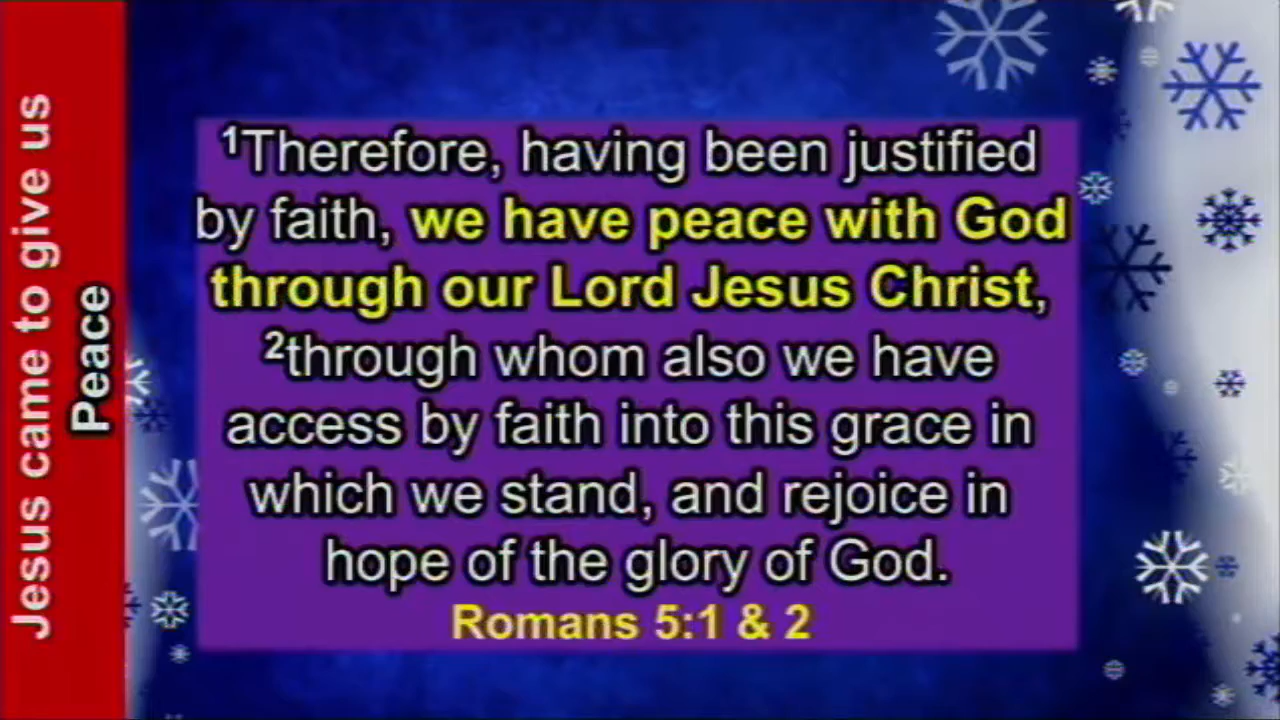 Jesus came to give us
Peace
¹Therefore, having been justified
by faith, we have peace with God
through our Lord Jesus Christ,
²through whom also we have
access by faith into this grace in
which we stand, and rejoice in
hope of the glory of God.
Romans 5:1 & 2